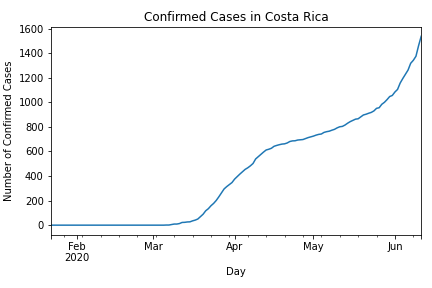 Confirmed Cases in Costa Rica
Number of Confirmed Cases
1600
1400
1200
1000
800
600
400
200
0
Feb
2020
Mar
Apr
May
Jun
Day